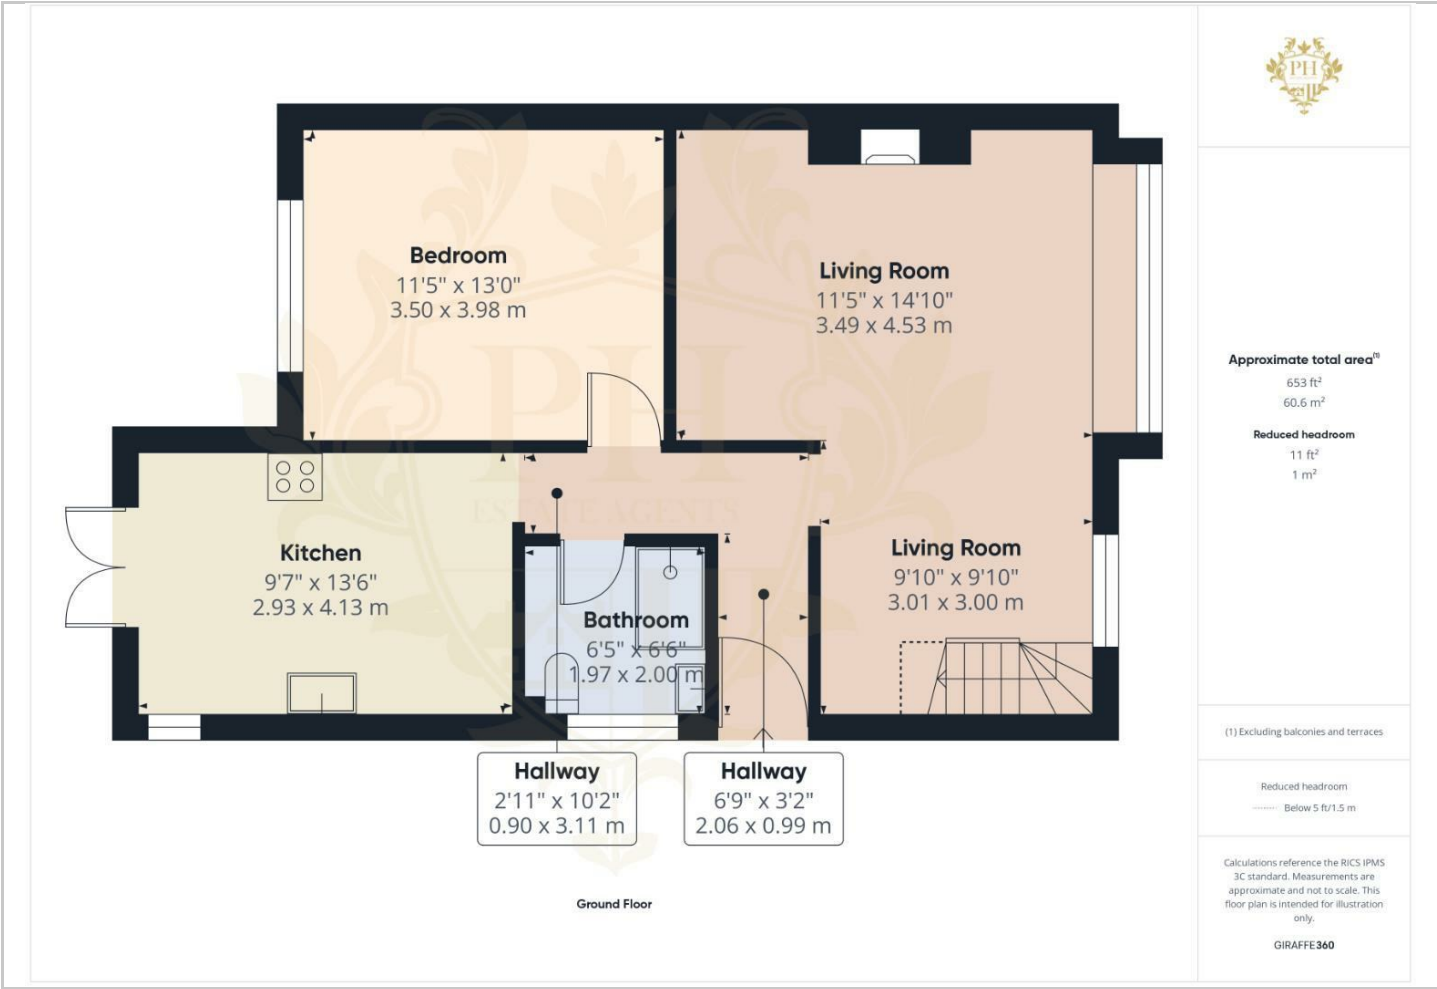 PH
Bedroom
11'5" x 13'0"
3.50 x 3.98 m
Living Room
11'5" x 14'10"
3.49 x 4.53 m
PH
ESTATE AGENTS
Kitchen
9'7" x 13'6"
2.93 x 4.13 m
Bathroom
6'5" x 6'6"
1.97 x 2.00 m
Living Room
9'10" x 9'10"
3.01 x 3.00 m
Hallway
2'11" x 10'2"
0.90 x 3.11 m
Hallway
6'9" x 3'2"
2.06 x 0.99 m
Ground Floor
Approximate total area⁽¹⁾
653 ft²
60.6 m²
Reduced headroom
11 ft²
1 m²
(1) Excluding balconies and terraces
Reduced headroom
Below 5 ft/1.5 m
Calculations reference the RICS IPMS
3C standard. Measurements are
approximate and not to scale. This
floor plan is intended for illustration
only.
GIRAFFE360